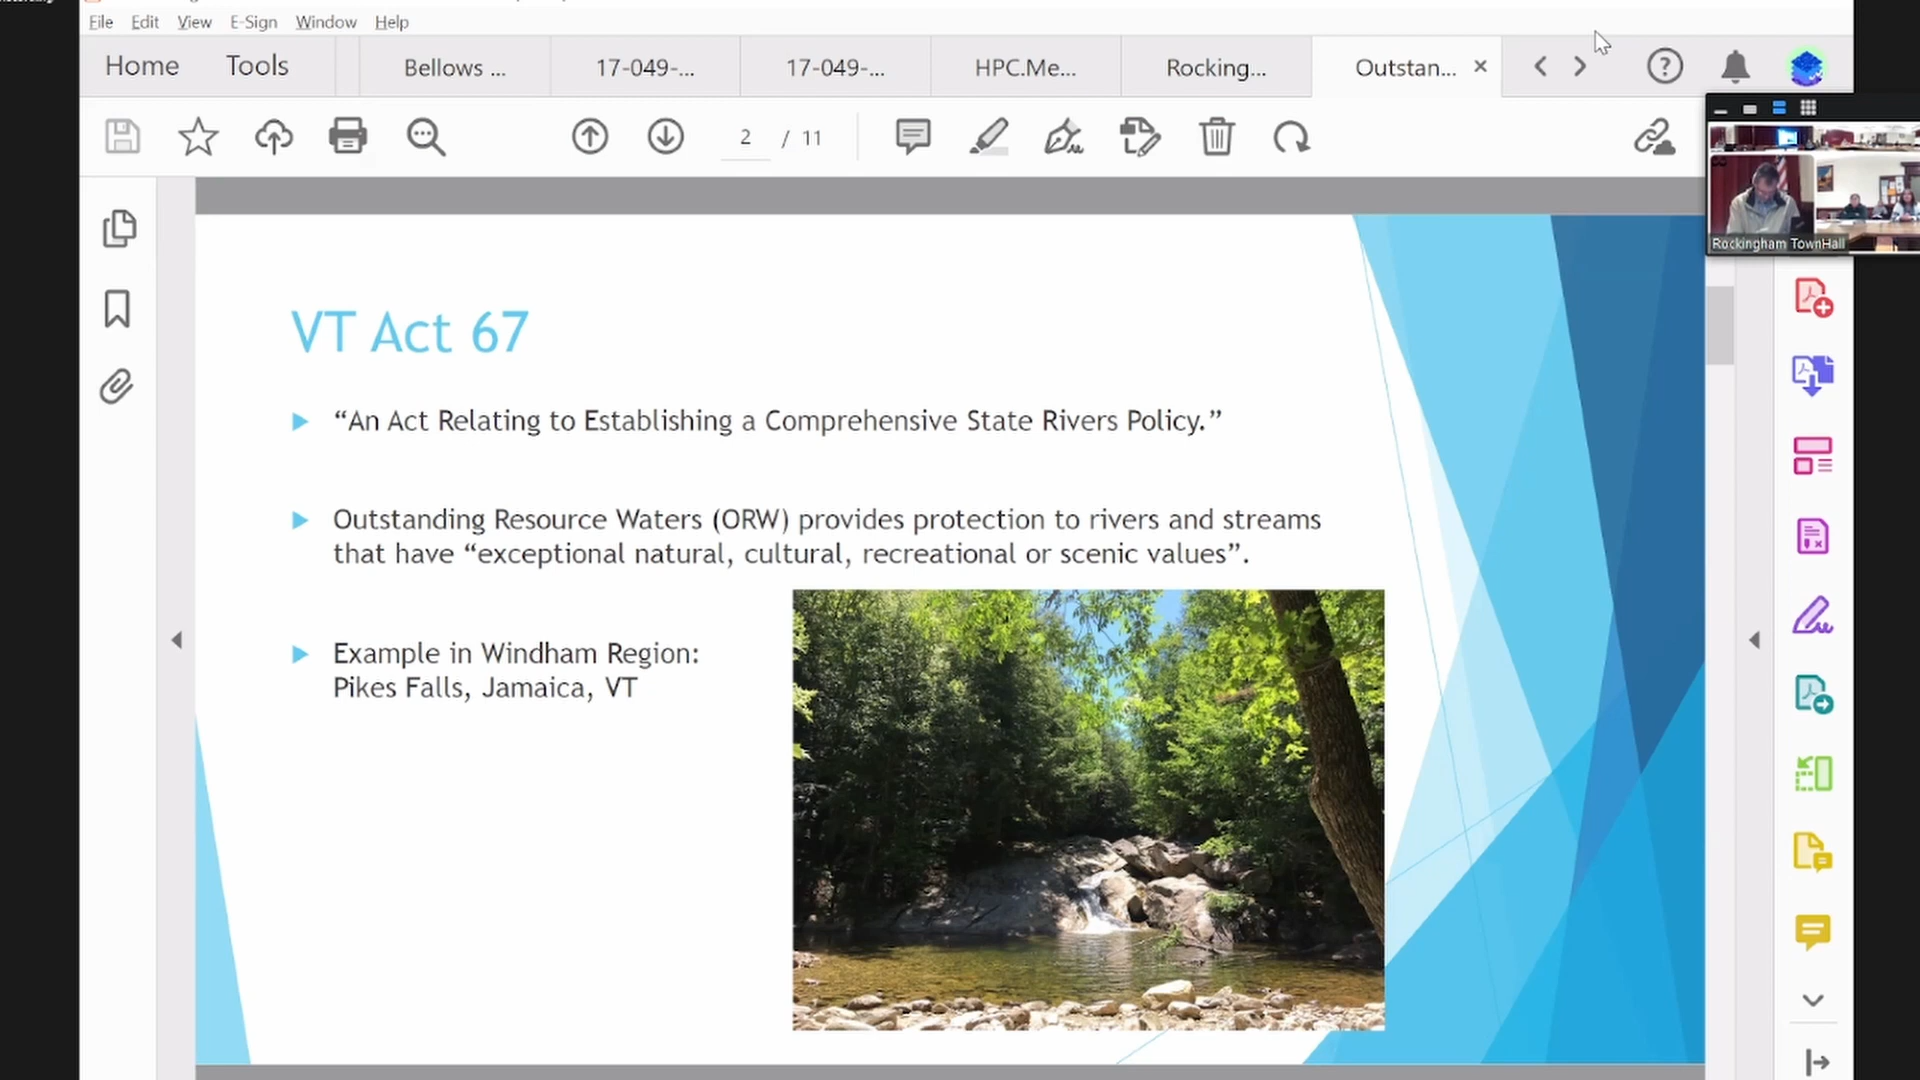 File Edit View E-Sign Window Help
Home Tools Bellows ... 17-049-... 17-049-... HPC.Me... Rocking... Outstan...
2 / 11
Rockingham TownHall
VT Act 67
“An Act Relating to Establishing a Comprehensive State Rivers Policy.”
Outstanding Resource Waters (ORW) provides protection to rivers and streams
that have “exceptional natural, cultural, recreational or scenic values”.
Example in Windham Region:
Pikes Falls, Jamaica, VT